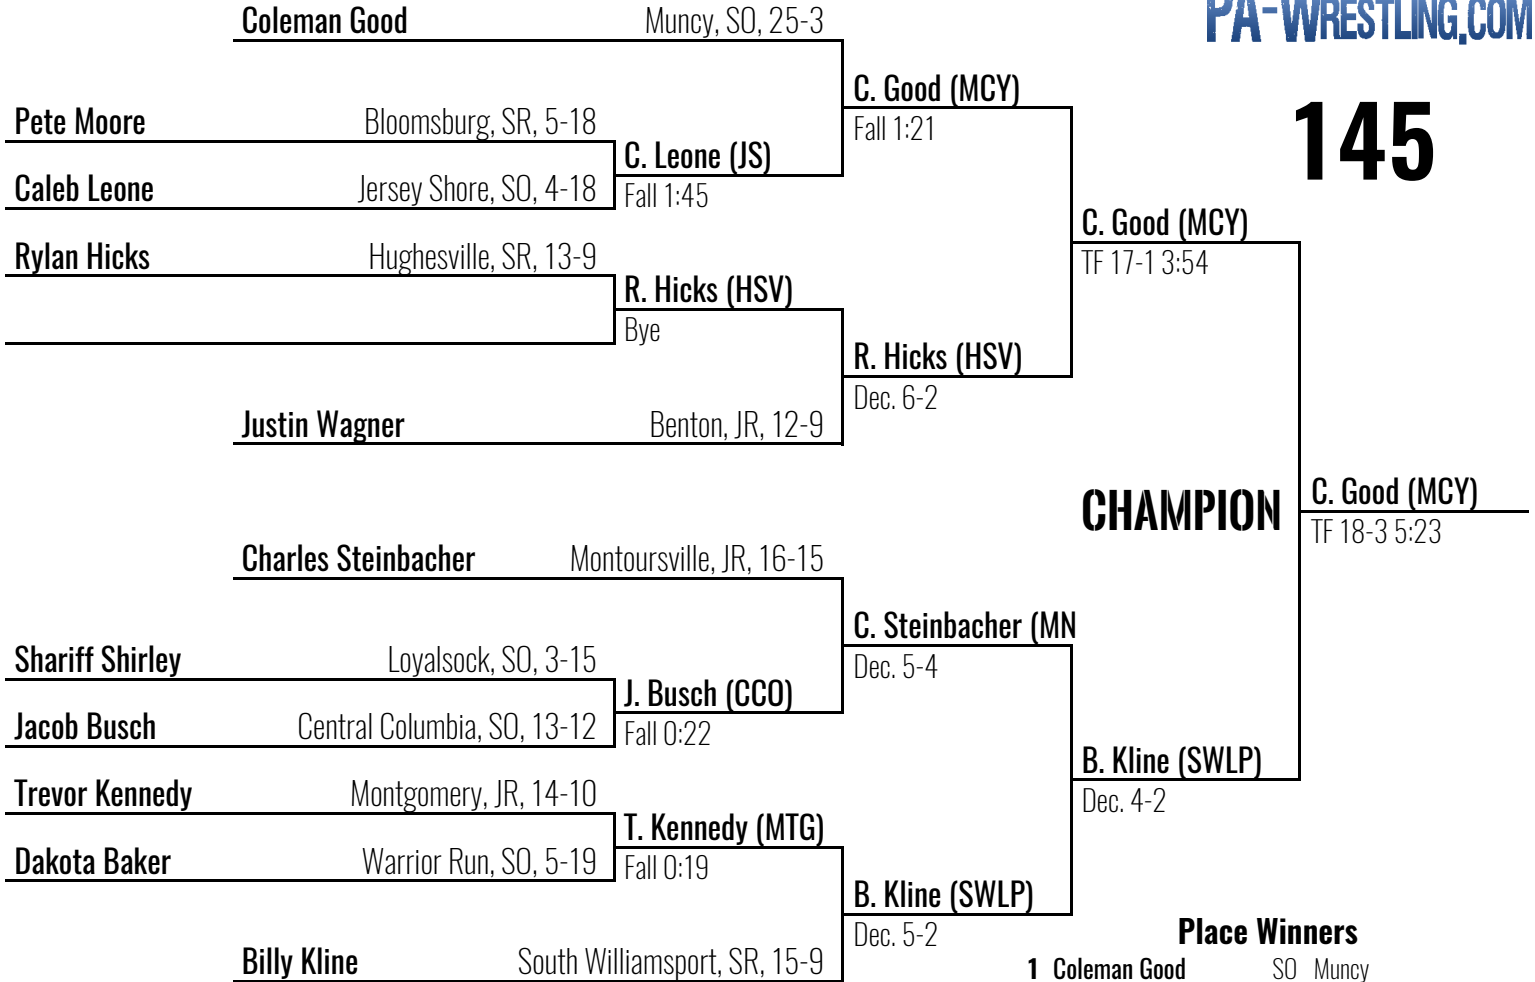 Coleman Good Muncy, SO, 25-3
PA-WRESTLING.COM
C. Good (MCY)
145
Pete Moore Bloomsburg, SR, 5-18
Fall 1:21
C. Leone (JS)
Caleb Leone Jersey Shore, SO, 4-18
Fall 1:45
C. Good (MCY)
Rylan Hicks Hughesville, SR, 13-9
TF 17-1 3:54
R. Hicks (HSV)
Bye
R. Hicks (HSV)
Dec. 6-2
Justin Wagner Benton, JR, 12-9
CHAMPION
C. Good (MCY)
TF 18-3 5:23
Charles Steinbacher Montoursville, JR, 16-15
C. Steinbacher (MN
Shariff Shirley Loyalsock, SO, 3-15
Dec. 5-4
J. Busch (CCO)
Jacob Busch Central Columbia, SO, 13-12
Fall 0:22
B. Kline (SWLP)
Trevor Kennedy Montgomery, JR, 14-10
Dec. 4-2
T. Kennedy (MTG)
Dakota Baker Warrior Run, SO, 5-19
Fall 0:19
B. Kline (SWLP)
Dec. 5-2
Place Winners
Billy Kline South Williamsport, SR, 15-9
1 Coleman Good SO Muncy